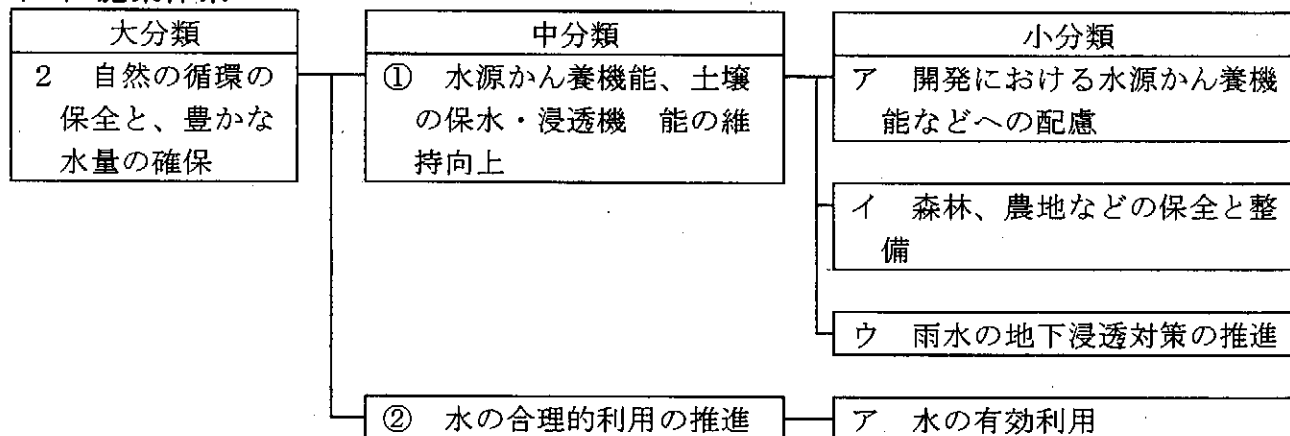 大分類
2　自然の循環の
保全と、豊かな
水量の確保
中分類
①　水源かん養機能、土壌
の保水・浸透機　能の維
持向上
②　水の合理的利用の推進
小分類
ア　開発における水源かん養機
能などへの配慮
イ　森林、農地などの保全と整
備
ウ　雨水の地下浸透対策の推進
ア　水の有効利用